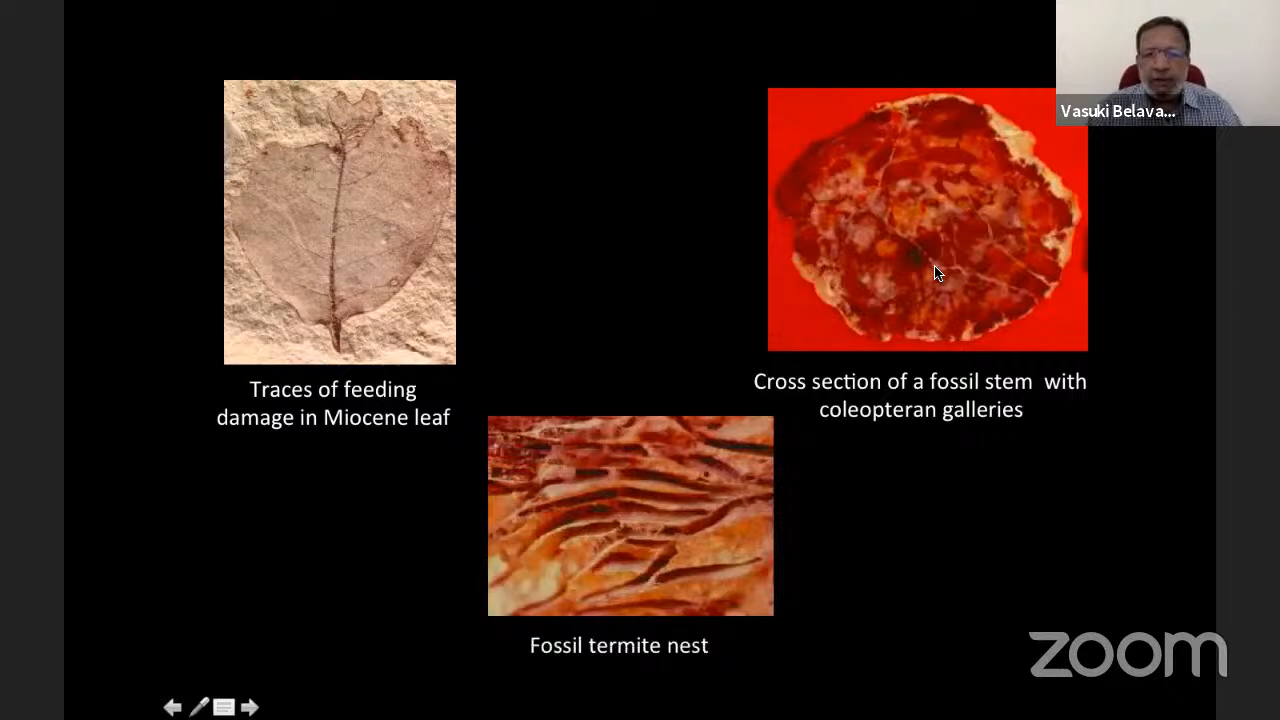 Vasuki Belava...
Traces of feeding
damage in Miocene leaf
Cross section of a fossil stem with
coleopteran galleries
Fossil termite nest
zoom